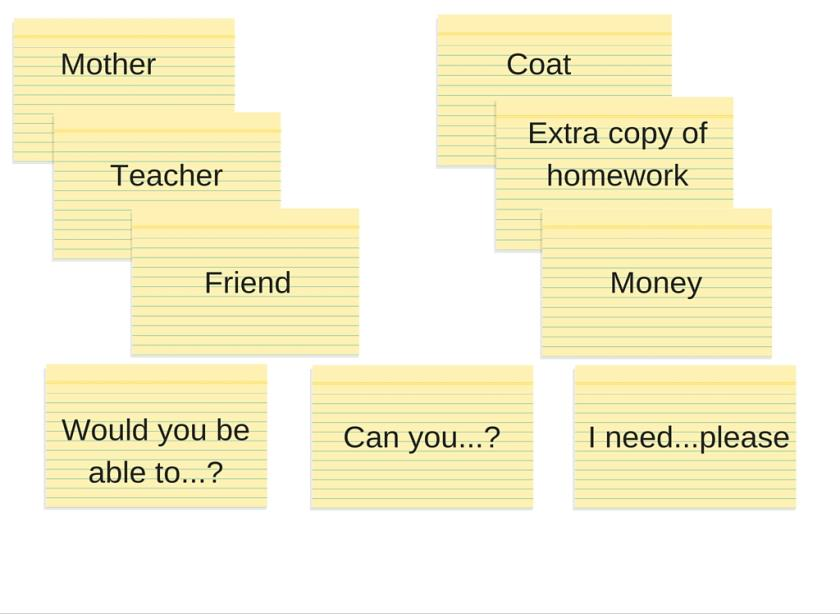 Mother
Coat
Extra copy of
homework
Teacher
Friend
Money
Would you be
able to...?
Can you...?
I need...please